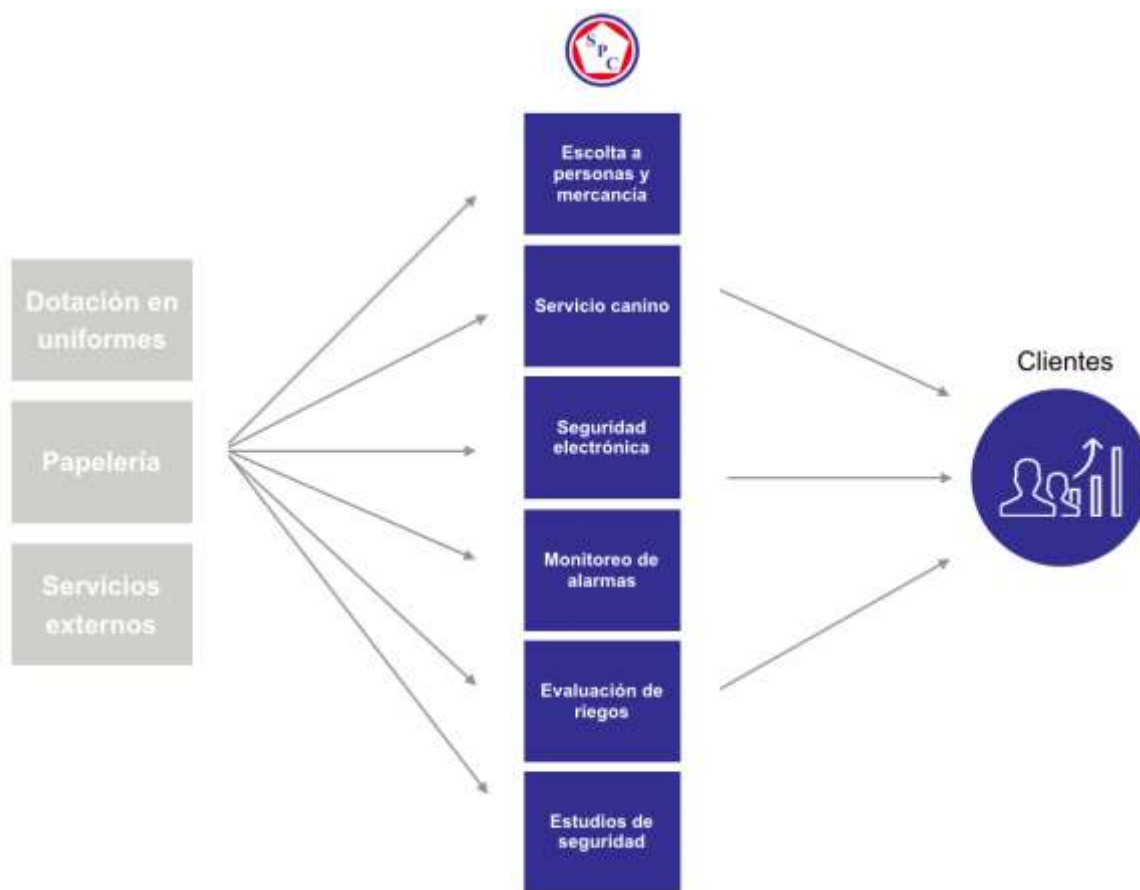 S
P
C
Escolta a
personas y
mercancía
Dotación en
uniformes
Servicio canino
Clientes
Papelería
Seguridad
electrónica
Servicios
externos
Monitoreo de
alarmas
Evaluación de
riegos
Estudios de
seguridad